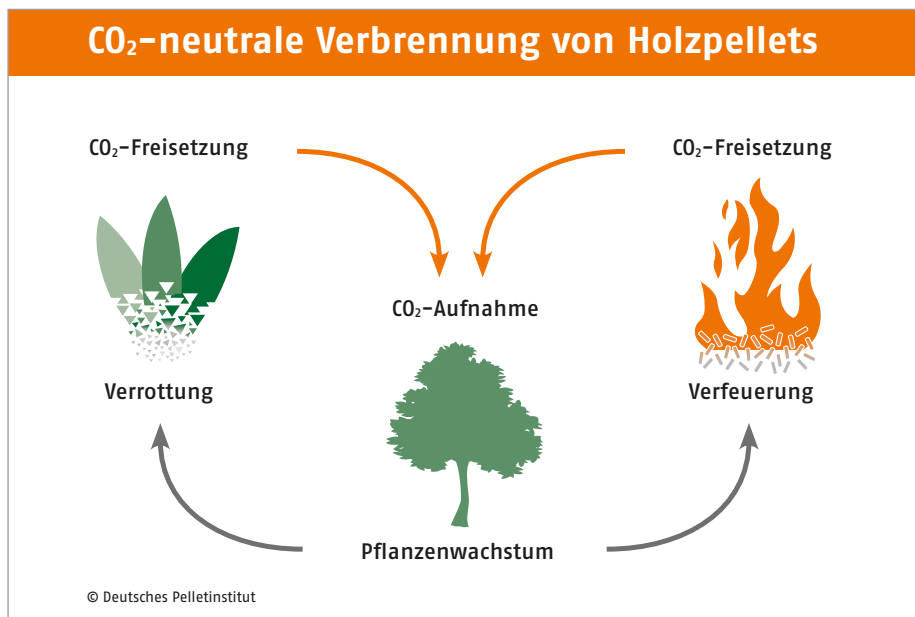 CO₂-neutrale Verbrennung von Holzpellets
CO₂-Freisetzung
CO₂-Freisetzung
CO₂-Aufnahme
Verrottung
Verfeuerung
Pflanzenwachstum
© Deutsches Pelletinstitut